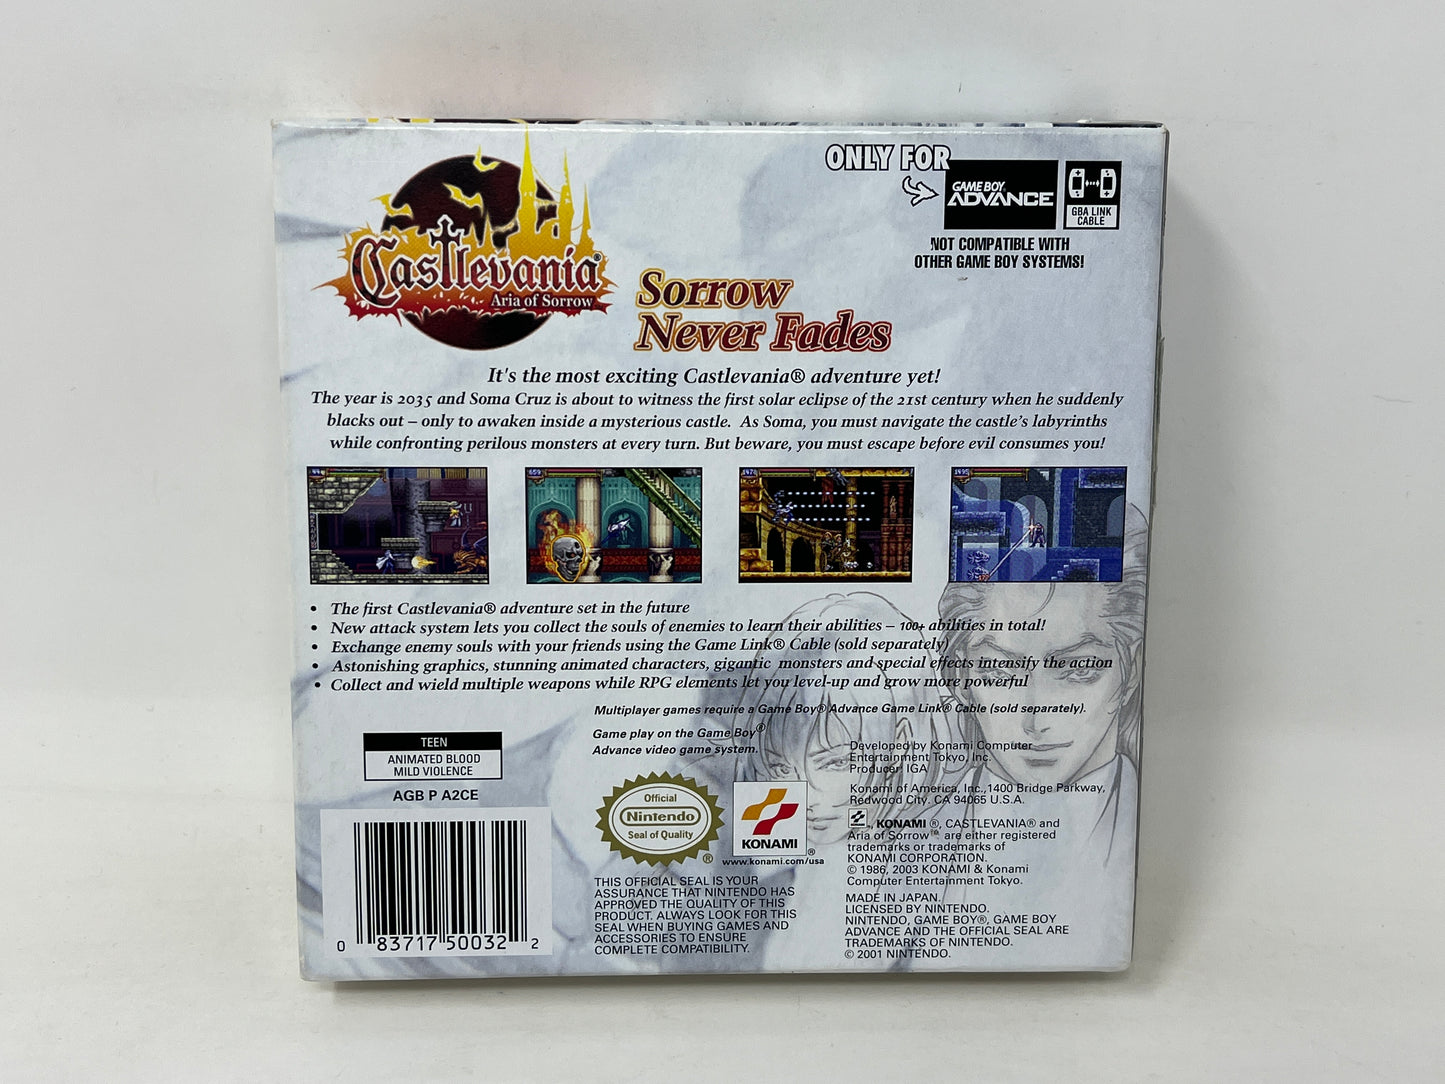 Castlevania®
Aria of Sorrow™
ONLY FOR
GAME BOY
ADVANCE
GBA LINK
CABLE
NOT COMPATIBLE WITH
OTHER GAME BOY SYSTEMS!
Sorrow
Never Fades
It's the most exciting Castlevania® adventure yet!
The year is 2035 and Soma Cruz is about to witness the first solar eclipse of the 21st century when he suddenly
blacks out – only to awaken inside a mysterious castle. As Soma, you must navigate the castle's labyrinths
while confronting perilous monsters at every turn. But beware, you must escape before evil consumes you!
• The first Castlevania® adventure set in the future
• New attack system lets you collect the souls of enemies to learn their abilities – 100+ abilities in total!
• Exchange enemy souls with your friends using the Game Link® Cable (sold separately)
• Astonishing graphics, stunning animated characters, gigantic monsters and special effects intensify the action
• Collect and wield multiple weapons while RPG elements let you level-up and grow more powerful
Multiplayer games require a Game Boy® Advance Game Link® Cable (sold separately).
Game play on the Game Boy®
Advance video game system.
TEEN
ANIMATED BLOOD
MILD VIOLENCE
AGB P A2CE
0 83717 50032 2
Official
Nintendo
Seal of Quality
®
KONAMI
®
www.konami.com/usa
THIS OFFICIAL SEAL IS YOUR
ASSURANCE THAT NINTENDO HAS
APPROVED THE QUALITY OF THIS
PRODUCT. ALWAYS LOOK FOR THIS
SEAL WHEN BUYING GAMES AND
ACCESSORIES TO ENSURE
COMPLETE COMPATIBILITY.
Developed by Konami Computer
Entertainment Tokyo, Inc.
Producer: IGA
Konami of America, Inc.,1400 Bridge Parkway,
Redwood City. CA 94065 U.S.A.
, KONAMI ®, CASTLEVANIA® and
Aria of Sorrow™ are either registered
trademarks or trademarks of
KONAMI CORPORATION.
© 1986, 2003 KONAMI & Konami
Computer Entertainment Tokyo.
MADE IN JAPAN.
LICENSED BY NINTENDO.
NINTENDO, GAME BOY®, GAME BOY
ADVANCE AND THE OFFICIAL SEAL ARE
TRADEMARKS OF NINTENDO.
© 2001 NINTENDO.